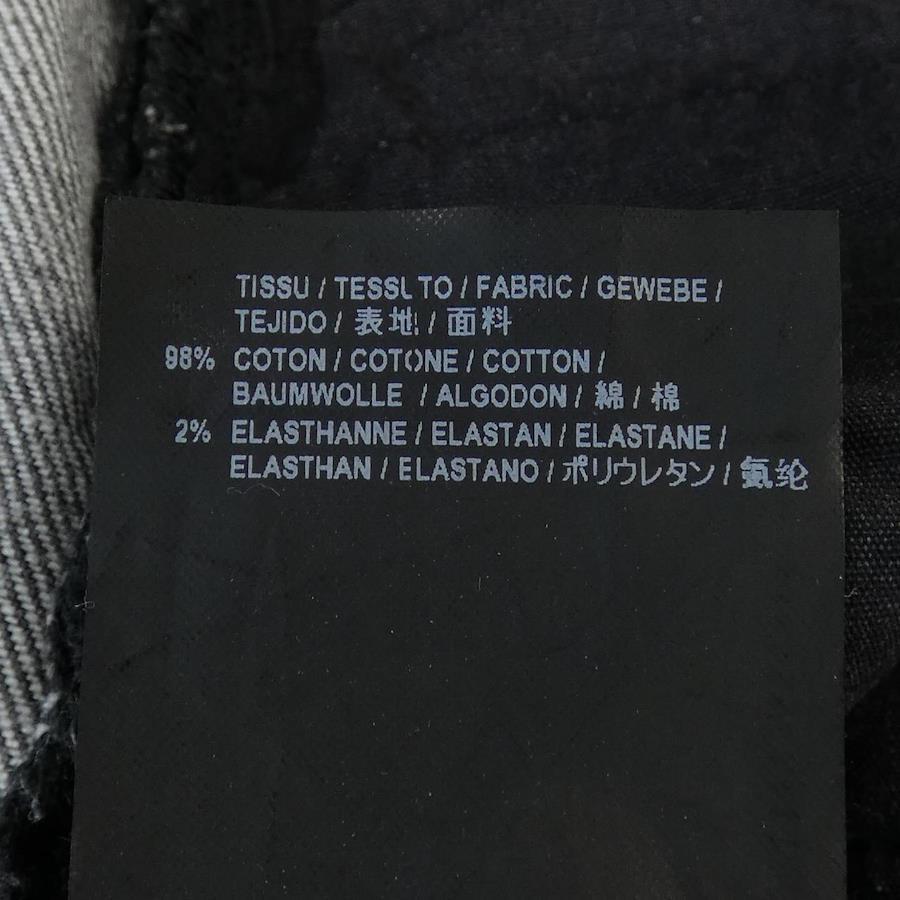 TISSU / TESSUTO / FABRIC / GEWEBE /
TEJIDO / 表地 / 面料
98% COTON / COTONE / COTTON /
BAUMWOLLE / ALGODON / 綿 / 棉
2% ELASTHANNE / ELASTAN / ELASTANE /
ELASTHAN / ELASTANO / ポリウレタン / 氨纶